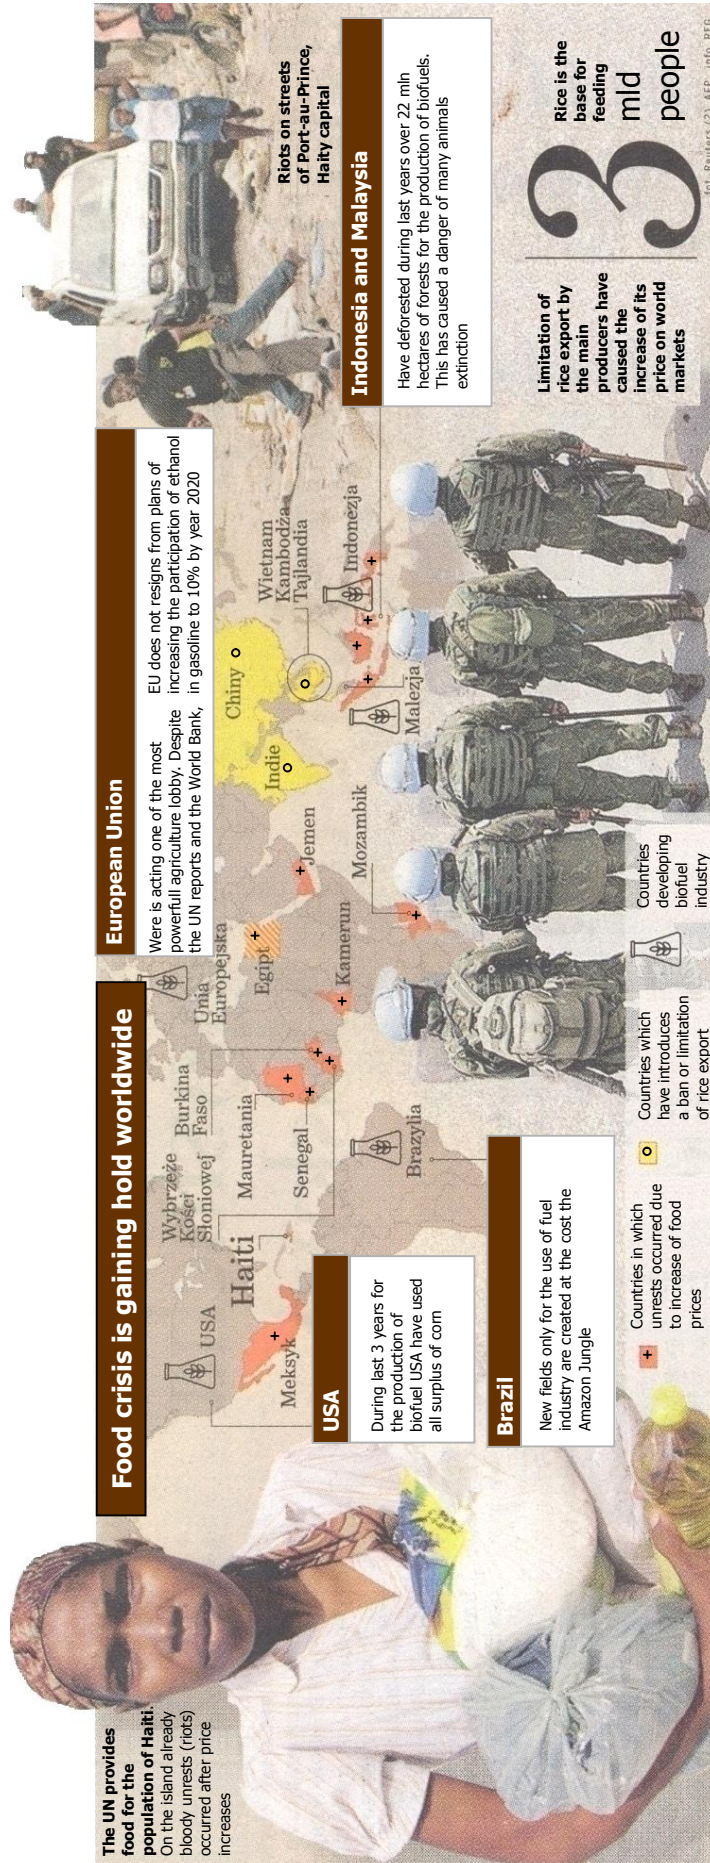 Food crisis is gaining hold worldwide
The UN provides
food for the
population of Haiti.
On the island already
bloody unrests (riots)
occurred after price
increases
European Union
Were is acting one of the most
powerfull agriculture lobby. Despite
the UN reports and the World Bank,
EU does not resigns from plans of
increasing the participation of ethanol
in gasoline to 10% by year 2020
Riots on streets
of Port-au-Prince,
Haity capital
USA
Meksyk
Haiti
Wybrzeże
Kości
Słoniowej
Burkina
Faso
Mauretania
Senegal
Brazylia
Unia
Europejska
Egipt
Kamerun
Jemen
Mozambik
Indie
Chiny
Malezja
Wietnam
Kambodża
Tajlandia
Indonezja
USA
During last 3 years for
the production of
biofuel USA have used
all surplus of corn
Brazil
New fields only for the use of fuel
industry are created at the cost the
Amazon Jungle
Indonesia and Malaysia
Have deforested during last years over 22 mln
hectares of forests for the production of biofuels.
This has caused a danger of many animals
extinction
Limitation of
rice export by
the main
producers have
caused the
increase of its
price on world
markets
3
Rice is the
base for
feeding
mld
people
+ Countries in which
unrests occurred due
to increase of food
prices
Countries which
have introduces
a ban or limitation
of rice export
Countries
developing
biofuel
industry
fot. Reuters (2), AFP, info RFG